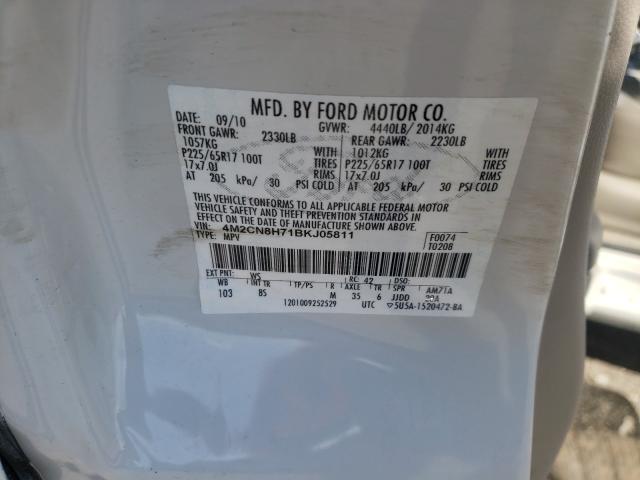 MFD. BY FORD MOTOR CO.
DATE: 09/10 GVWR: 4440LB/ 2014KG
FRONT GAWR: 2330LB REAR GAWR: 2230LB
1057KG WITH 1012KG WITH
P225/65R17 100T TIRES P225/65R17 100T TIRES
17x7.0J RIMS 17x7.0J RIMS
AT 205 kPa/ 30 PSI COLD AT 205 kPa/ 30 PSI COLD
THIS VEHICLE CONFORMS TO ALL APPLICABLE FEDERAL MOTOR
VEHICLE SAFETY AND THEFT PREVENTION STANDARDS IN
EFFECT ON THE DATE OF MANUFACTURE SHOWN ABOVE.
VIN: 4M2CN8H71BKJ05811 F0074
TYPE: MPV T0208
EXT PNT: WS RC: 42 DSO:
WB INT TR TP/PS R AXLE TR SPR AM7TA
103 BS M 35 6 JJDD
1201009252529 UTC 5U5A-1520472-BA